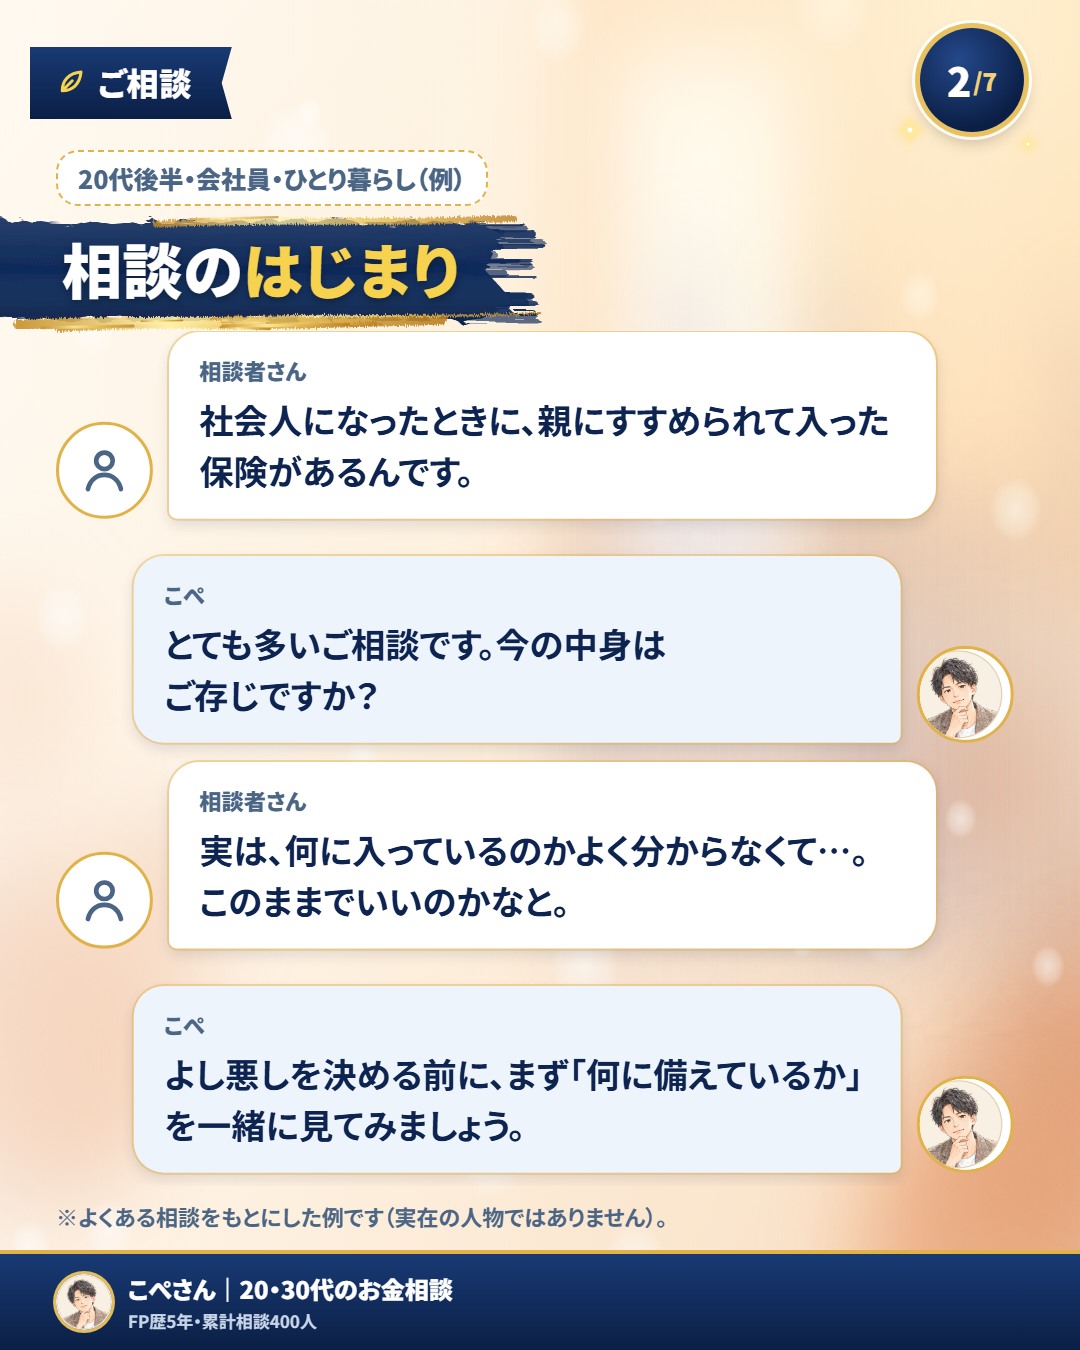 ご相談
2/7
20代後半・会社員・ひとり暮らし(例)
相談のはじまり
相談者さん
社会人になったときに、親にすすめられて入った
保険があるんです。
こぺ
とても多いご相談です。今の中身は
ご存じですか?
相談者さん
実は、何に入っているのかよく分からなくて…。
このままでいいのかなと。
こぺ
よし悪しを決める前に、まず「何に備えているか」
を一緒に見てみましょう。
※よくある相談をもとにした例です(実在の人物ではありません)。
こぺさん|20・30代のお金相談
FP歴5年・累計相談400人